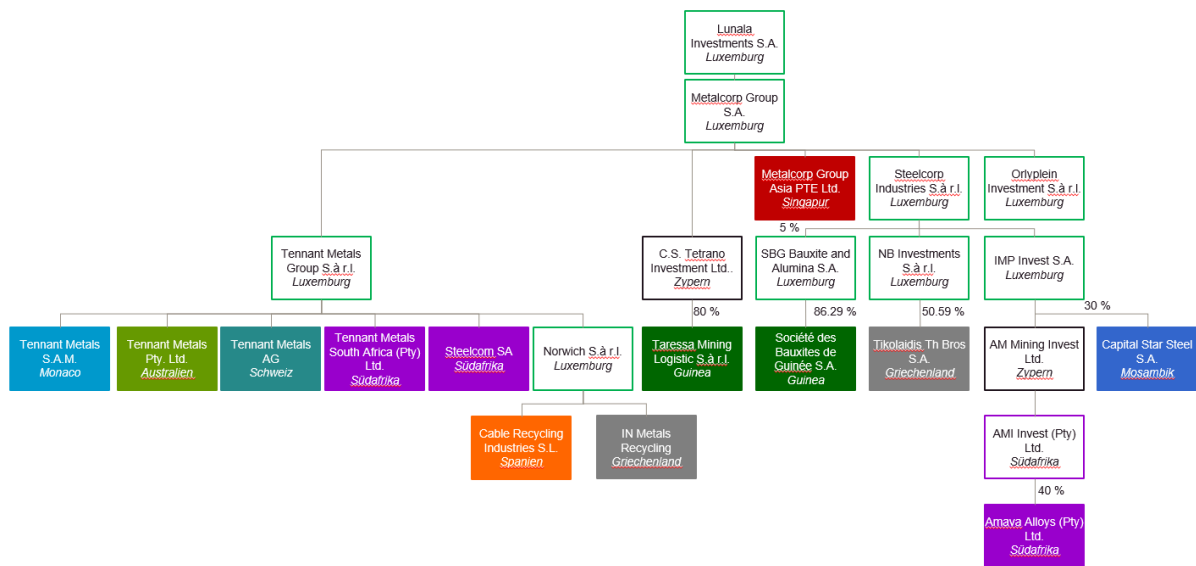 Lunala
Investments S.A.
Luxemburg
Metalcorp Group
S.A.
Luxemburg
Metalcorp Group
Asia PTE Ltd.
Singapur
Steelcorp
Industries S.à r.l.
Luxemburg
Orlyplein
Investment S.à r.l.
Luxemburg
5 %
Tennant Metals
Group S.à r.l.
Luxemburg
C.S. Tetrano
Investment Ltd..
Zypern
SBG Bauxite and
Alumina S.A.
Luxemburg
NB Investments
S.à r.l.
Luxemburg
IMP Invest S.A.
Luxemburg
80 %
86.29 %
50.59 %
30 %
Tennant Metals
S.A.M.
Monaco
Tennant Metals
Pty. Ltd.
Australien
Tennant Metals
AG
Schweiz
Tennant Metals
South Africa (Pty)
Ltd.
Südafrika
Steelcom SA
Südafrika
Norwich S.à r.l.
Luxemburg
Taressa Mining
Logistic S.à r.l.
Guinea
Société des
Bauxites de
Guinée S.A.
Guinea
Tikolaidis Th Bros
S.A.
Griechenland
AM Mining Invest
Ltd.
Zypern
Capital Star Steel
S.A.
Mosambik
Cable Recycling
Industries S.L.
Spanien
IN Metals
Recycling
Griechenland
AMI Invest (Pty)
Ltd.
Südafrika
40 %
Amava Alloys (Pty)
Ltd.
Südafrika